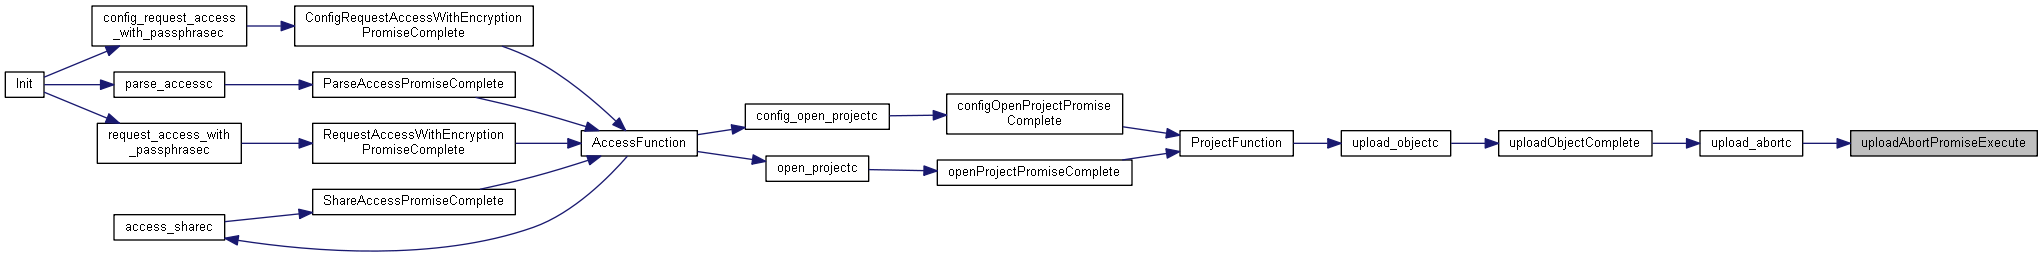 Init
config_request_access
_with_passphrasec
parse_accessc
request_access_with
_passphrasec
access_sharec
ConfigRequestAccessWithEncryption
PromiseComplete
ParseAccessPromiseComplete
RequestAccessWithEncryption
PromiseComplete
ShareAccessPromiseComplete
AccessFunction
config_open_projectc
open_projectc
configOpenProjectPromise
Complete
openProjectPromiseComplete
ProjectFunction
upload_objectc
uploadObjectComplete
upload_abortc
uploadAbortPromiseExecute